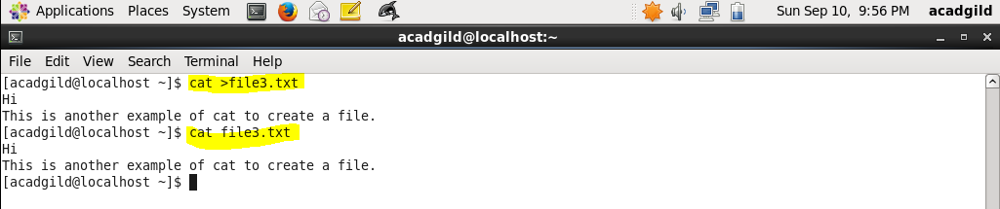 Applications Places System Sun Sep 10, 9:56 PM acadgild
acadgild@localhost:~
File Edit View Search Terminal Help
[acadgild@localhost ~]$ cat >file3.txt
Hi
This is another example of cat to create a file.
[acadgild@localhost ~]$ cat file3.txt
Hi
This is another example of cat to create a file.
[acadgild@localhost ~]$